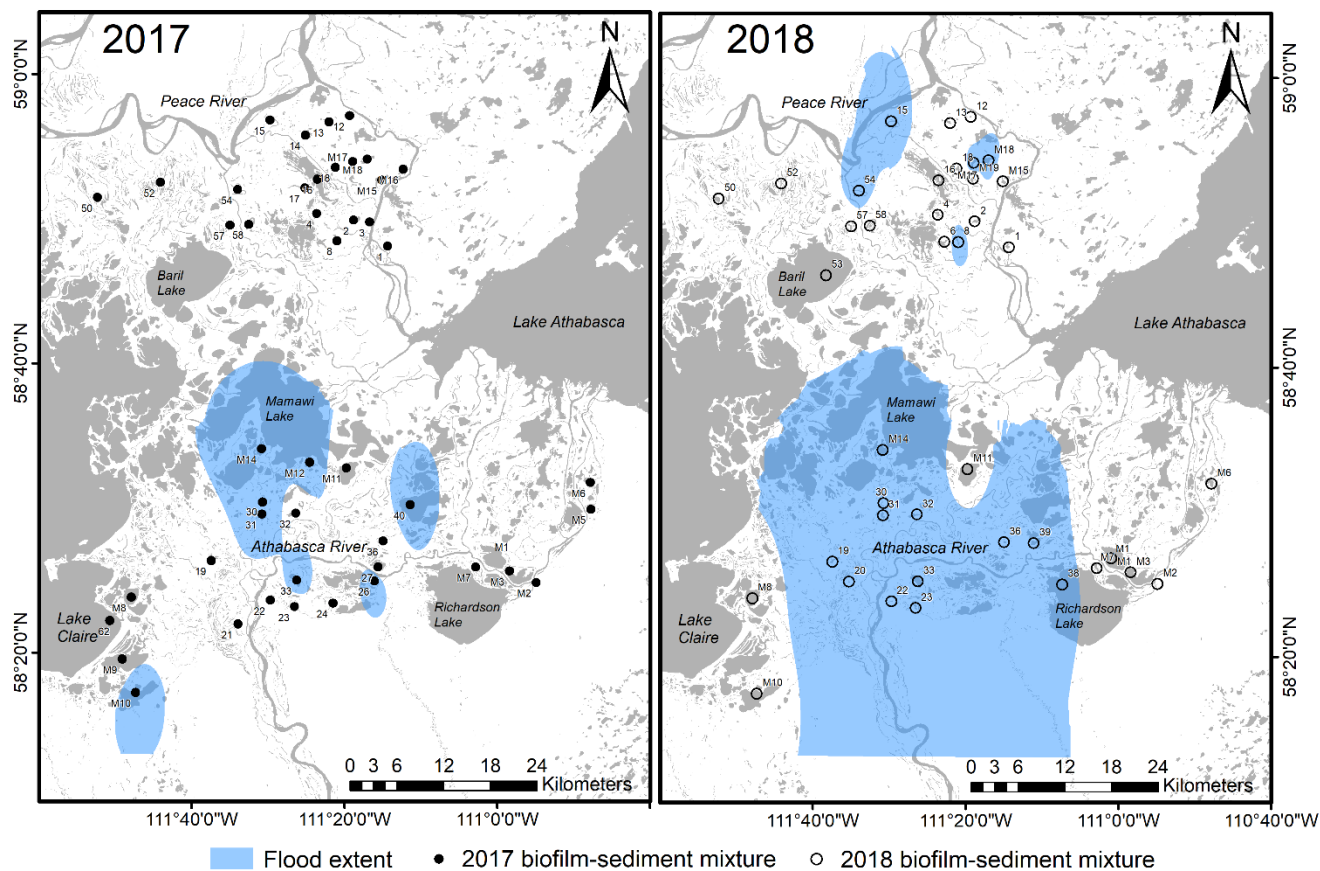 2017
N
Peace River
15
14
13
12
M17
M18
M15
M16
18
16
17
50
52
54
57
58
4
2
3
8
1
Baril
Lake
Lake Athabasca
Mamawi
Lake
M14
M12
M11
30
31
32
40
M6
M5
Athabasca River
36
19
27
26
M7
M1
M3
M2
33
22
23
24
21
Richardson
Lake
M8
Lake
Claire
62
M9
M10
0 3 6 12 18 24
Kilometers
59°0'0"N
58°40'0"N
58°20'0"N
111°40'0"W
111°20'0"W
111°0'0"W
2018
N
Peace River
15
13
12
18
M18
M19
M17
M15
16
50
52
54
57
58
4
2
6
8
1
53
Baril
Lake
Lake Athabasca
Mamawi
Lake
M14
M11
30
31
32
M6
Athabasca River
36
39
19
20
M7
M1
M1
M3
M2
33
38
22
23
Richardson
Lake
M8
Lake
Claire
M10
0 3 6 12 18 24
Kilometers
59°0'0"N
58°40'0"N
58°20'0"N
111°40'0"W
111°20'0"W
111°0'0"W
110°40'0"W
Flood extent
2017 biofilm-sediment mixture
2018 biofilm-sediment mixture